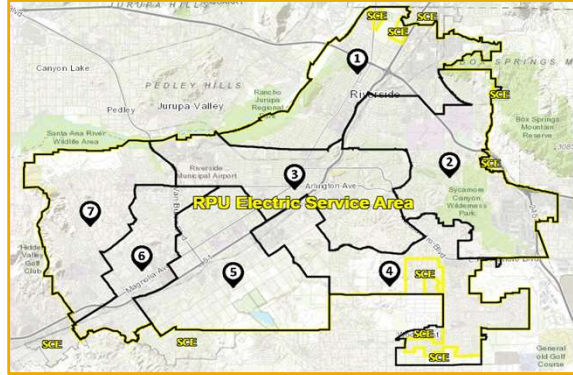 JURUPA HILLS
SCE
SCE
BOX SPRINGS M
Canyon Lake
1
PEDLEY HILLS
Riverside
SCE
Pedley
Jurupa Valley
Rancho
Jurupa
Regional
Box Springs
Mountain
Reserve
Santa Ana River
Wildlife Area
SCE
Riverside
Municipal Airport
3
2
Arlington Ave
Sycamore
Canyon
Wilderness
Park
RPU Electric Service Area
7
Valley
Golf
Club
6
5
4
SCE
Magnolia Ave
SCE
SCE
SCE
SCE
General
old Golf
Course